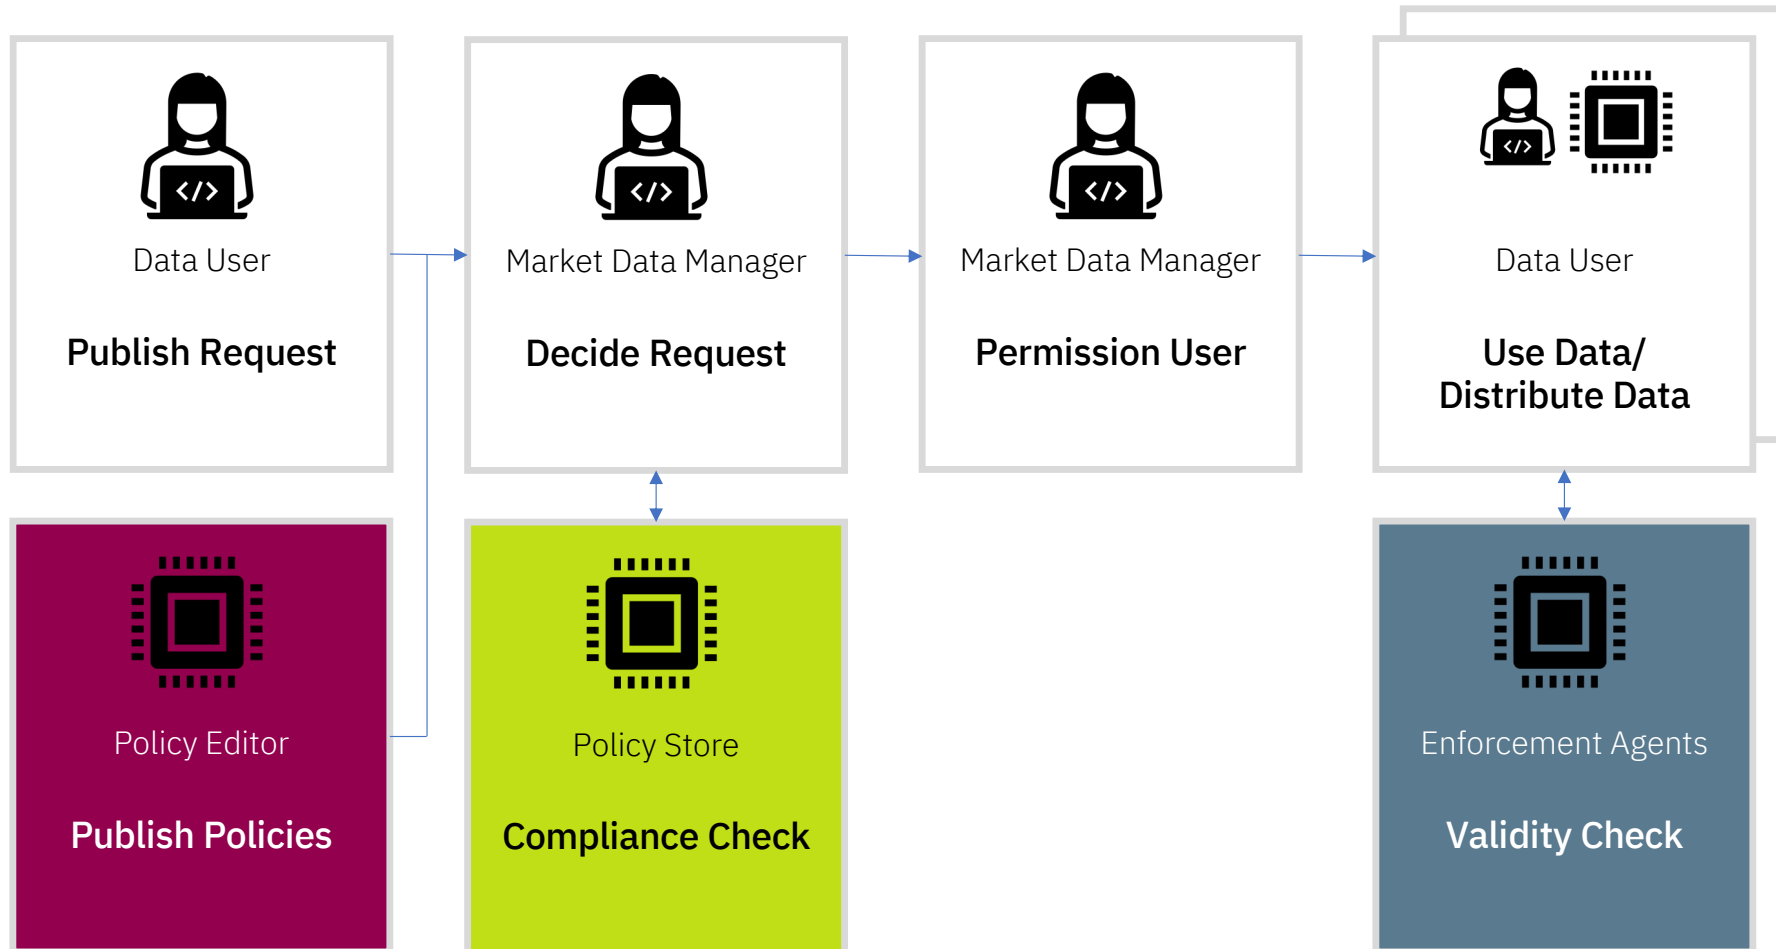 </>
Data User
Publish Request
</>
Market Data Manager
Decide Request
</>
Market Data Manager
Permission User
</>
Data User
Use Data/
Distribute Data
Policy Editor
Publish Policies
Policy Store
Compliance Check
Enforcement Agents
Validity Check